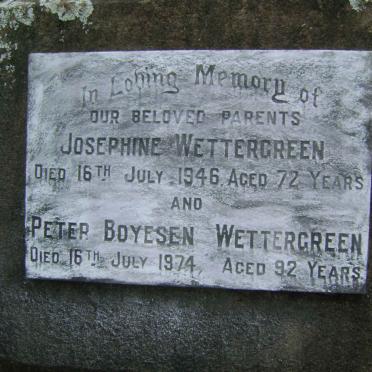 In Loving Memory of
OUR BELOVED PARENTS
JOSEPHINE WETTERGREEN
DIED 16TH JULY 1946, AGED 72 YEARS
AND
PETER BOYESEN WETTERGREEN
DIED 16TH JULY 1974, AGED 92 YEARS